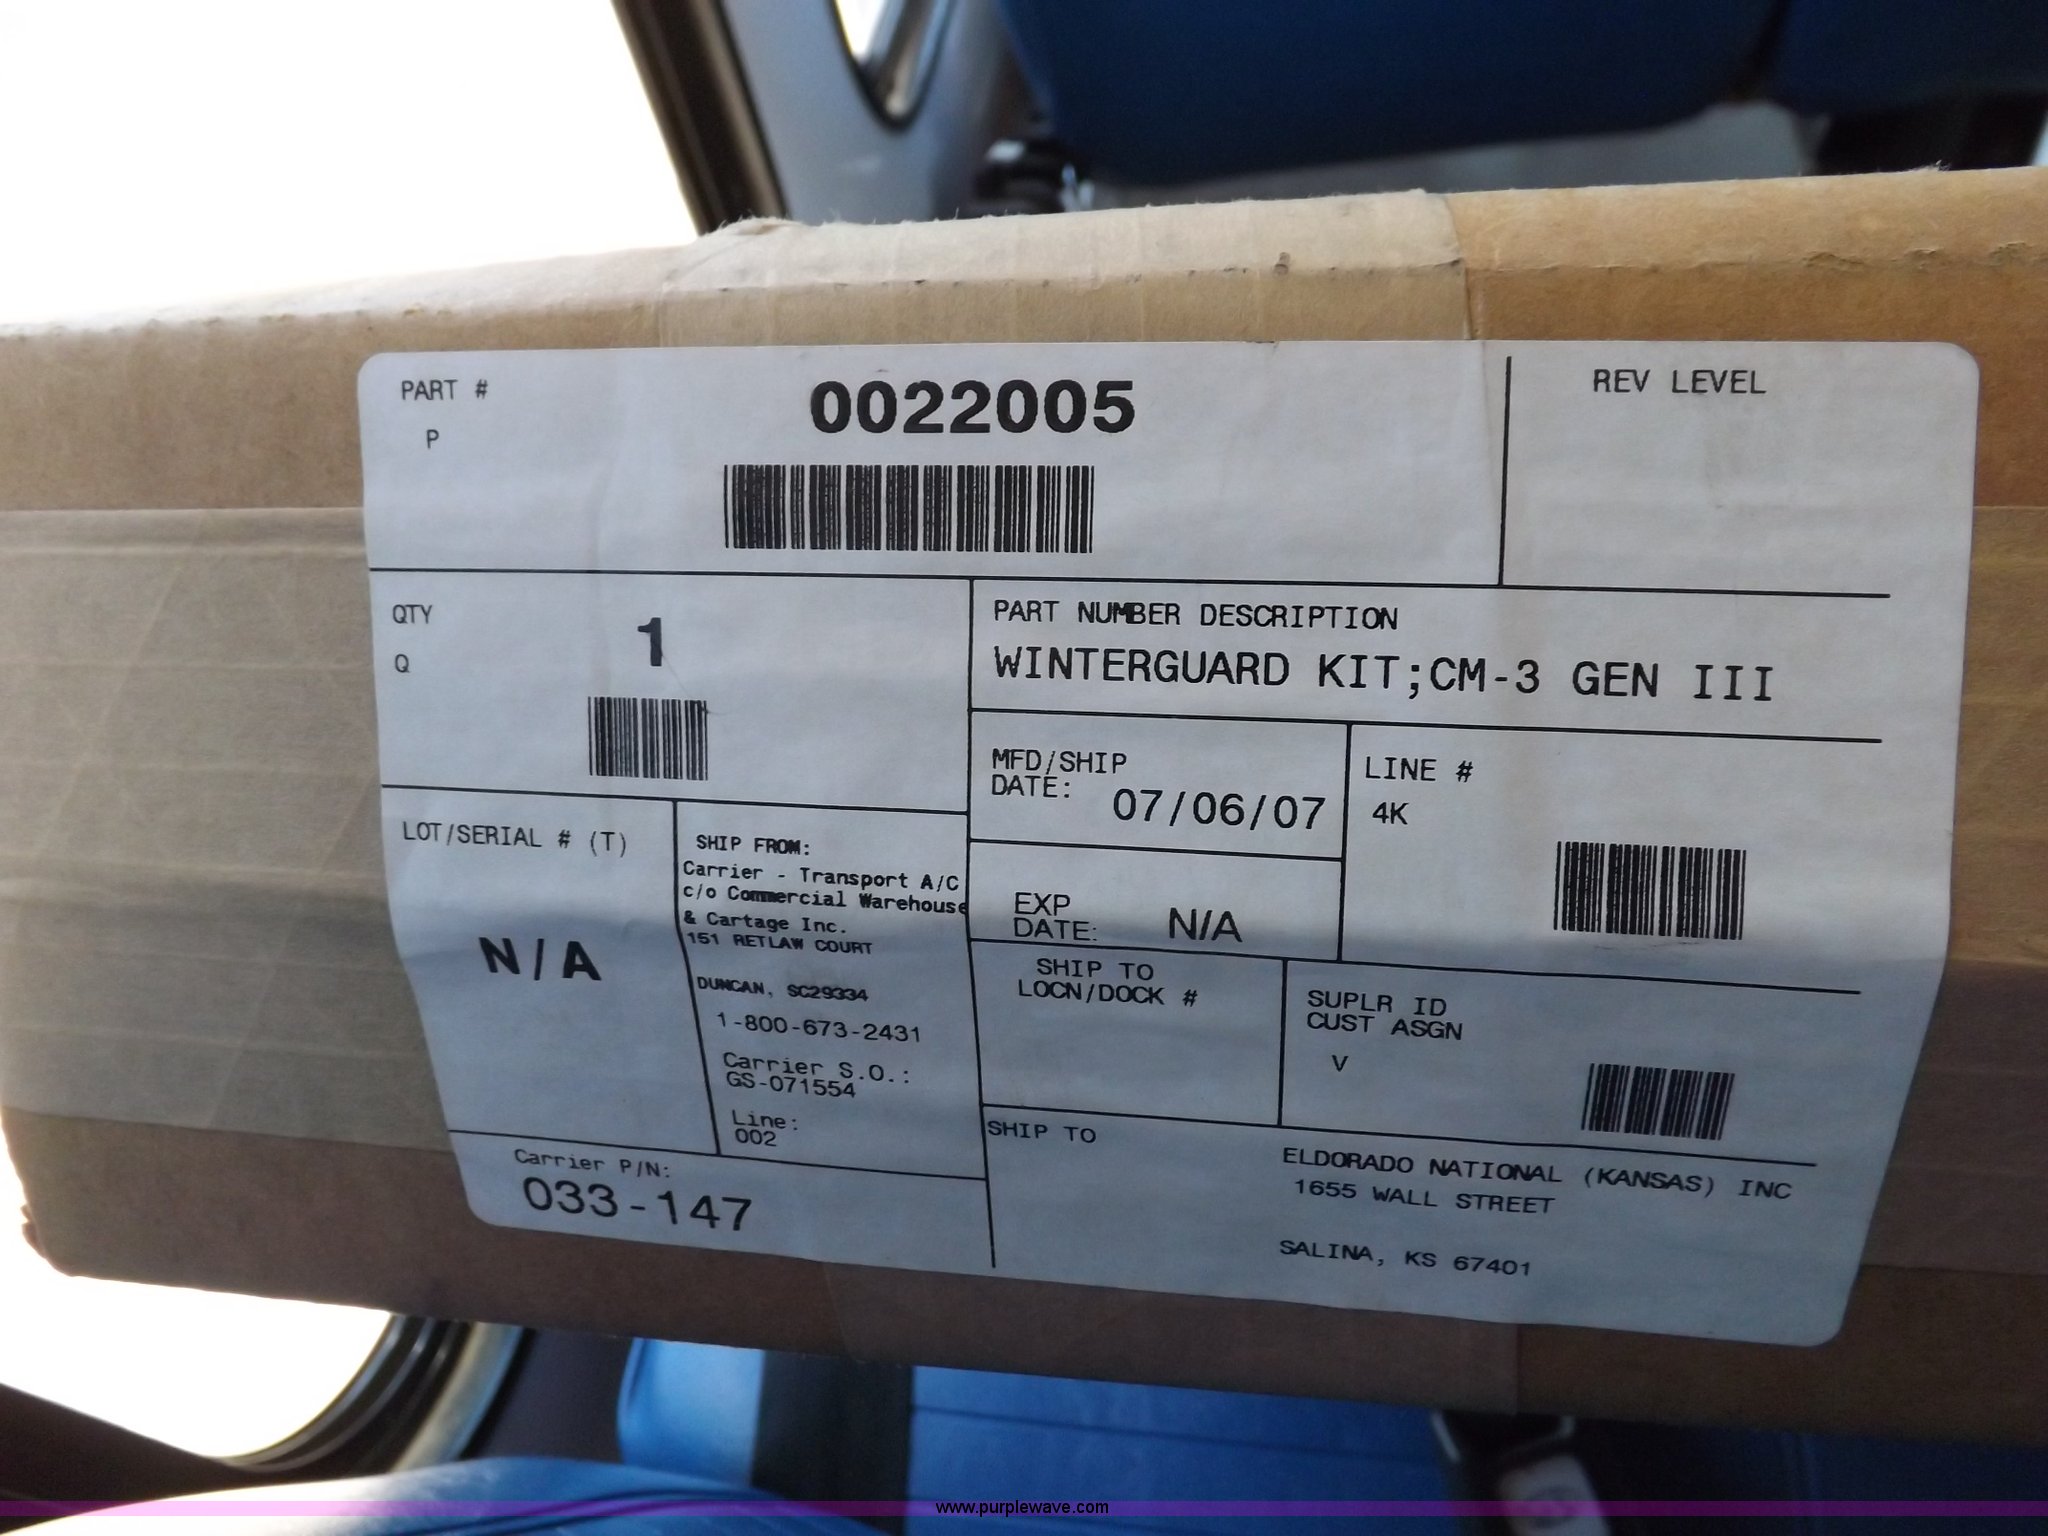 PART #
P
0022005
REV LEVEL
QTY
Q
1
PART NUMBER DESCRIPTION
WINTERGUARD KIT;CM-3 GEN III
MFD/SHIP
DATE: 07/06/07
LINE #
4K
LOT/SERIAL # (T)
N/A
SHIP FROM:
Carrier - Transport A/C
c/o Commercial Warehouse
& Cartage Inc.
151 RETLAW COURT
DUNCAN, SC29334
1-800-673-2431
Carrier S.O.:
GS-071554
Line:
002
EXP
DATE: N/A
SHIP TO
LOCN/DOCK #
SUPLR ID
CUST ASGN
V
Carrier P/N:
033-147
SHIP TO
ELDORADO NATIONAL (KANSAS) INC
1655 WALL STREET
SALINA, KS 67401
www.purplewave.com